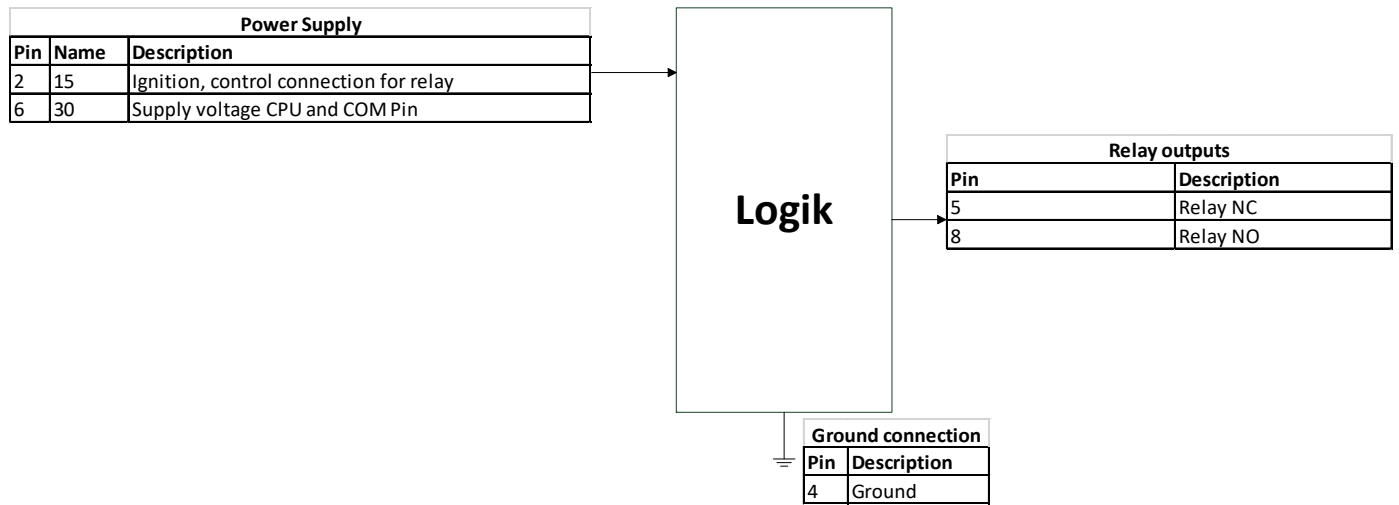 Power Supply
Pin Name Description
2 15 Ignition, control connection for relay
6 30 Supply voltage CPU and COM Pin
Logik
Relay outputs
Pin Description
5 Relay NC
8 Relay NO
Ground connection
Pin Description
4 Ground